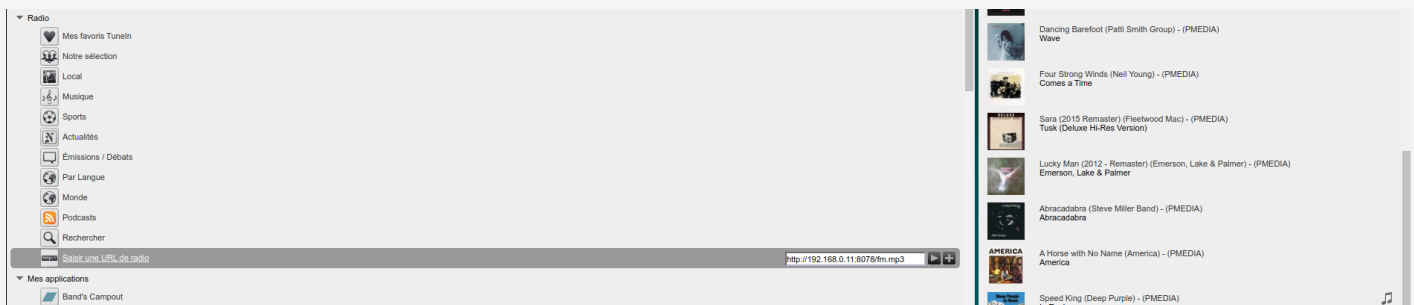 Radio
Mes favoris TuneIn
Notre sélection
Local
Musique
Sports
Actualités
Émissions / Débats
Par Langue
Monde
Podcasts
Rechercher
Saisir une URL de radio
http://192.168.0.11:8078/fm.mp3
Mes applications
Band's Campout
Dancing Barefoot (Patti Smith Group) - (PMEDIA)
Wave
Four Strong Winds (Neil Young) - (PMEDIA)
Comes a Time
Sara (2015 Remaster) (Fleetwood Mac) - (PMEDIA)
Tusk (Deluxe Hi-Res Version)
Lucky Man (2012 - Remaster) (Emerson, Lake & Palmer) - (PMEDIA)
Emerson, Lake & Palmer
Abracadabra (Steve Miller Band) - (PMEDIA)
Abracadabra
AMERICA
A Horse with No Name (America) - (PMEDIA)
America
Speed King (Deep Purple) - (PMEDIA)